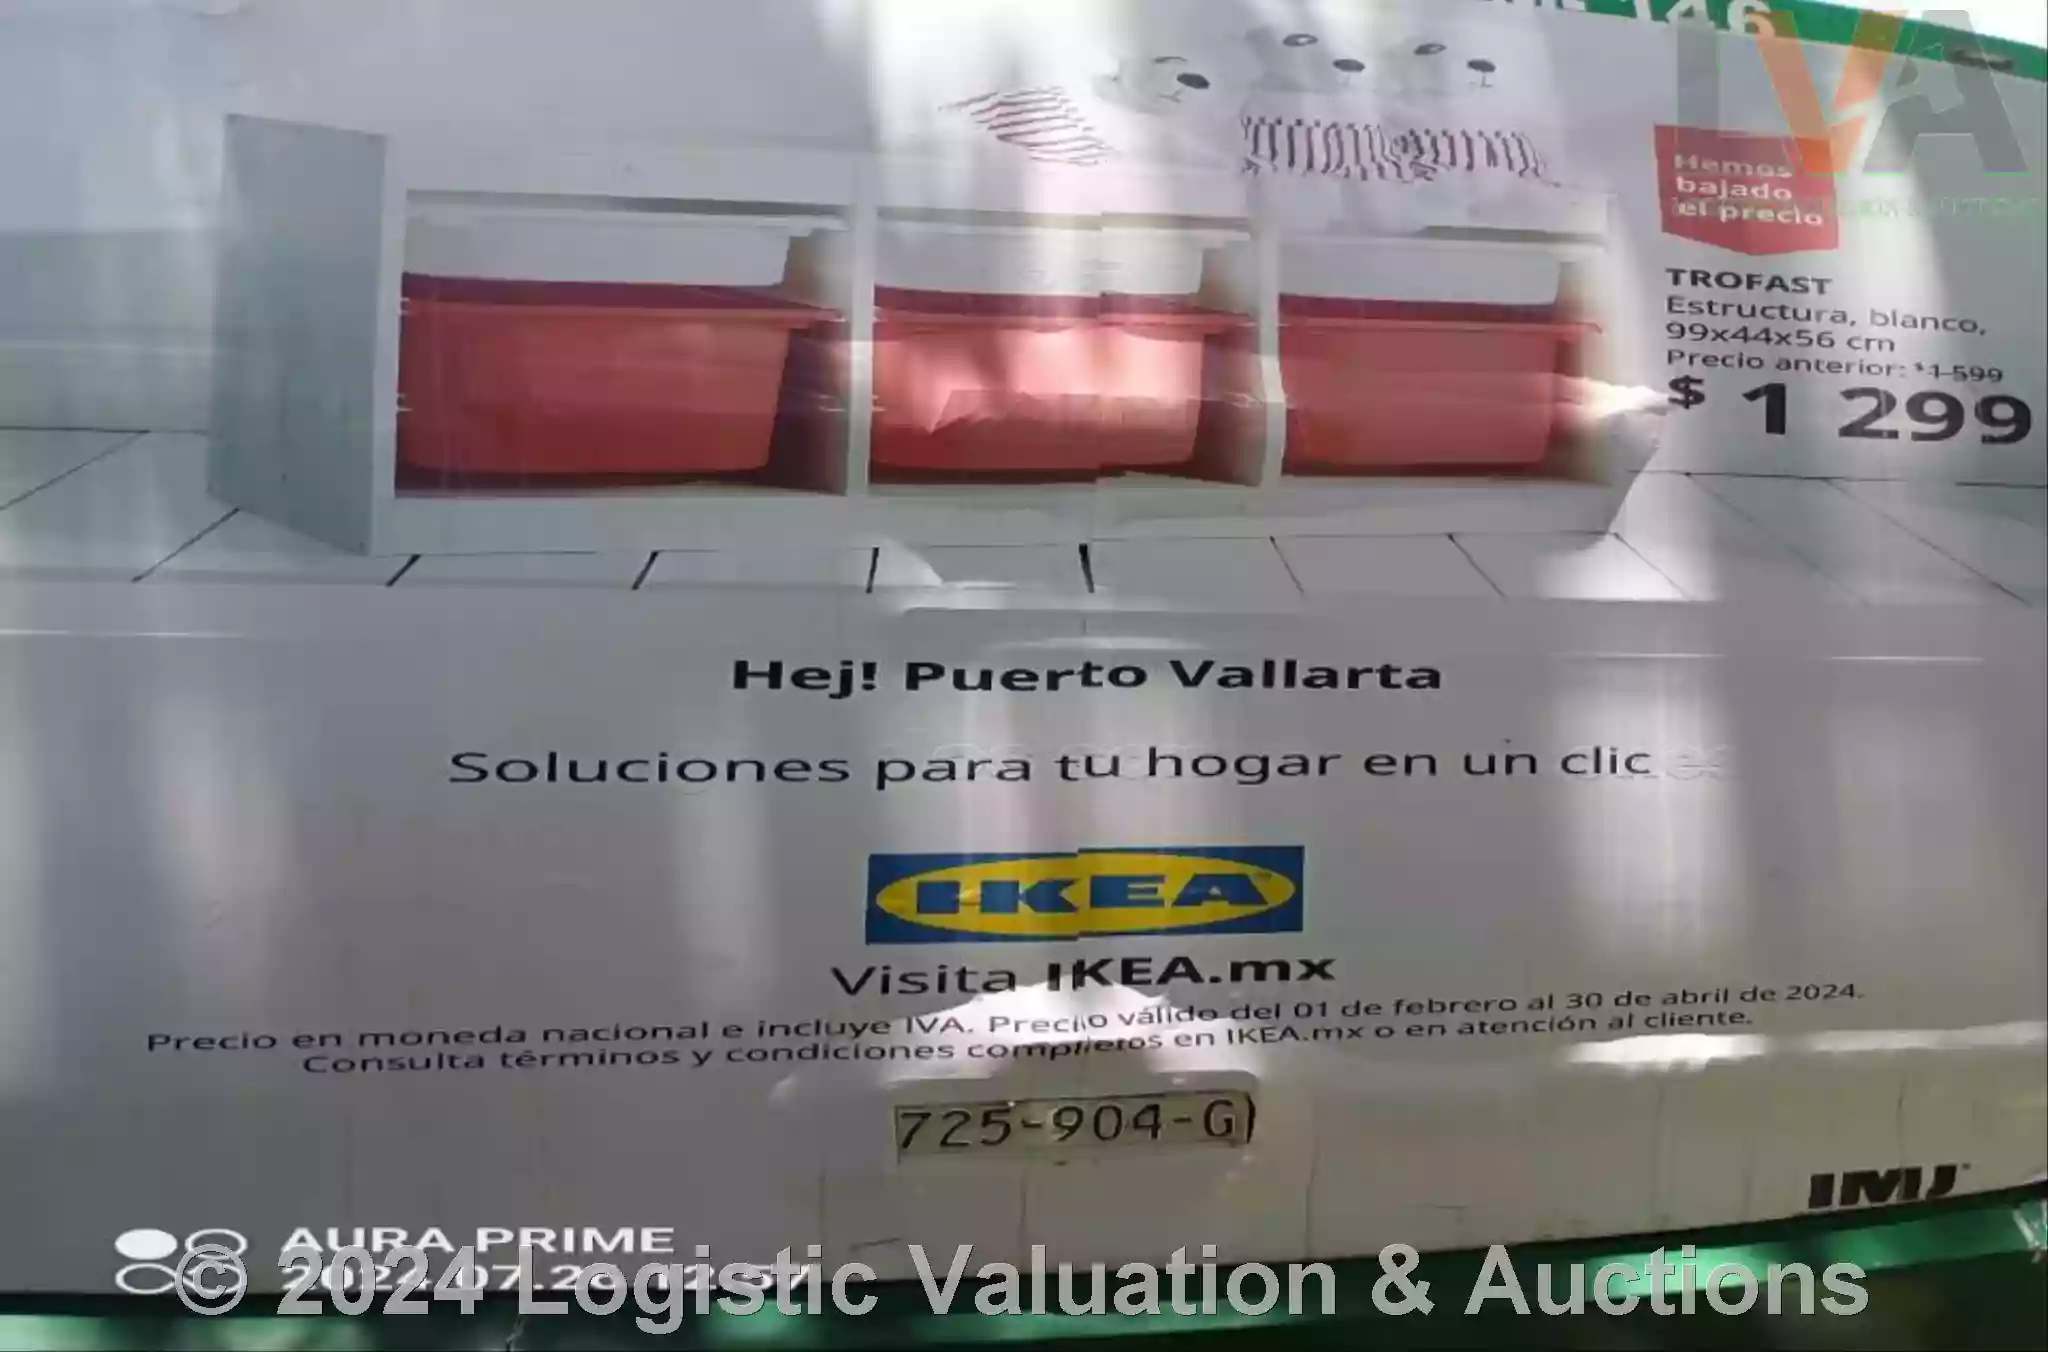 146
Hemos
bajado
el precio
TROFAST
Estructura, blanco,
99x44x56 cm
Precio anterior: $1 599
$ 1 299
Hej! Puerto Vallarta
Soluciones para tu hogar en un clic
IKEA
Visita IKEA.mx
Precio en moneda nacional e incluye IVA. Precio válido del 01 de febrero al 30 de abril de 2024.
Consulta términos y condiciones completos en IKEA.mx o en atención al cliente.
725-904-G
IMJ
AURA PRIME
© 2024 Logistic Valuation & Auctions